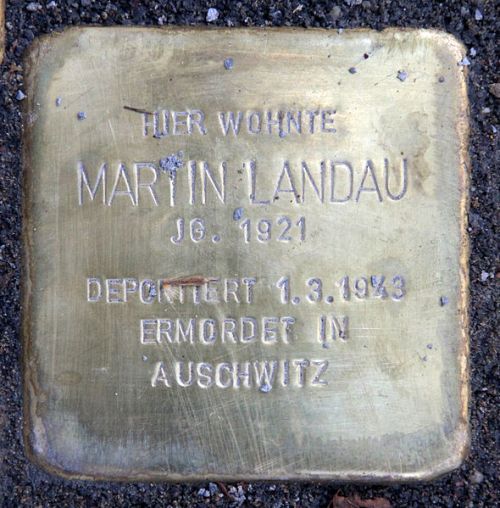 HIER WOHNTE
MARTIN LANDAU
JG. 1921
DEPORTIERT 1.3.1943
ERMORDET IN
AUSCHWITZ